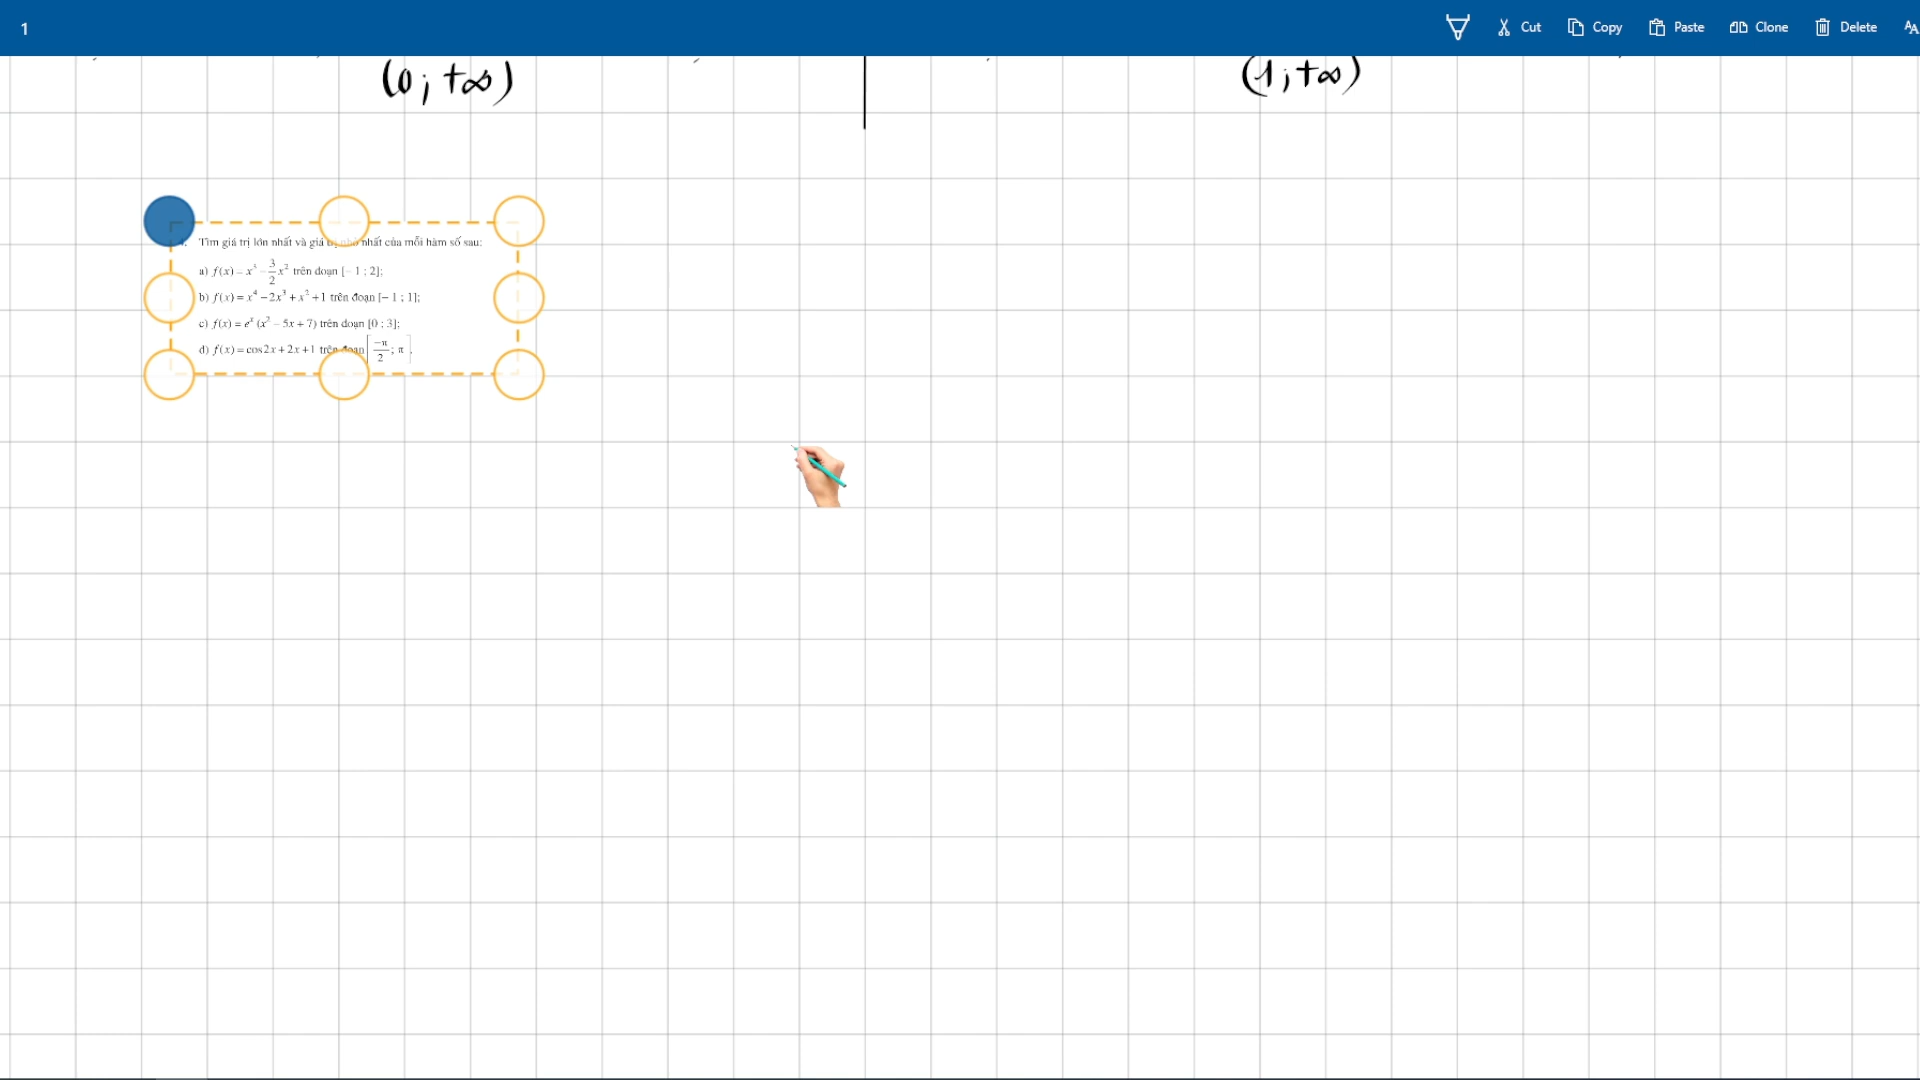 1 Cut Copy Paste Clone Delete
(0; +∞) (1; +∞)
Tìm giá trị lớn nhất và giá nhất của mỗi hàm số sau:
a) f(x) = x³ − 3/2 x² trên đoạn [− 1 ; 2];
b) f(x) = x⁴ − 2x³ + x² + 1 trên đoạn [− 1 ; 1];
c) f(x) = eˣ (x² − 5x + 7) trên đoạn [0 ; 3];
d) f(x) = cos2x + 2x + 1 trên đoạn [−π/2 ; π].